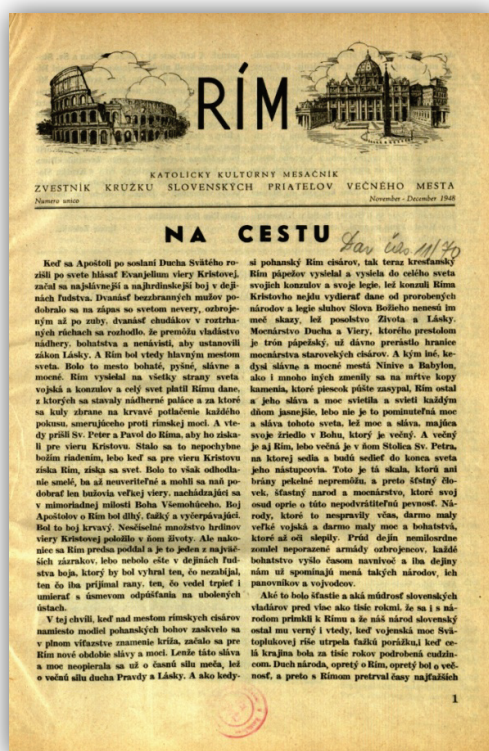 RÍM
KATOLÍCKY KULTÚRNY MESAČNÍK
ZVESTNÍK KRÚŽKU SLOVENSKÝCH PRIATEĽOV VEČNÉHO MESTA
Numero unico
November - December 1948
NA CESTU
Keď sa Apoštoli po soslaní Ducha Svätého ro-
zišli po svete hlásať Evanjelium viery Kristovej,
začal sa najslávnejší a najhrdinskejší boj v deji-
nách ľudstva. Dvanásť bezzbranných mužov po-
dobralo sa na zápas so svetom nevery, ozbroje-
ným až po zuby, dvanásť chudákov v roztrha-
ných rúchach sa rozhodlo, že premôžu vládastvo
nádhery, bohatstva a nenávisti, aby ustanovili
zákon Lásky. A Rím bol vtedy hlavným mestom
sveta. Bolo to mesto bohaté, pyšné, slávne a
mocné. Rím vysielal na všetky strany sveta
vojská a konzulov a celý svet platil Rímu dane,
z ktorých sa stavaly nádherné paláce a za ktoré
sa kuly zbrane na krvavé potlačenie každého
pokusu, smerujúceho proti rímskej moci. A vte-
dy prišli Sv. Peter a Pavol do Ríma, aby ho získa-
li pre vieru Kristovu. Stalo sa to nepochybne
božím riadením, lebo keď sa pre vieru Kristovu
získa Rím, získa sa svet. Bolo to však odhodla-
nie smelé, ba až neuveriteľné a mohli sa naň po-
dobrať len bužovia veľkej viery, nachádzajúci sa
v mimoriadnej milosti Boha Všemohúceho. Boj
Apoštolov o Rím bol dlhý, ťažký a vyčerpávajúci.
Bol to boj krvavý. Nesčíselné množstvo hrdinov
viery Kristovej položilo v ňom životy. Ale nako-
niec sa Rím predsa poddal a je to jeden z najväč-
ších zázrakov, lebo nebolo ešte v dejinách ľud-
stva boja, ktorý by bol vyhral ten, čo nezabíjal,
ten čo iba prijímal rany, ten, čo vedel trpieť i
umierať s úsmevom odpúšťania na ubolených
ústach.
V tej chvíli, keď nad mestom rímskych cisárov
namiesto modiel pohanských bohov zaskvelo sa
v plnom víťazstve znamenie kríža, začalo sa pre
Rím nové obdobie slávy a moci. Lenže táto sláva
a moc neopierala sa už o časnú silu meča, lež
o večnú silu ducha Pravdy a Lásky. A ako kedy-
si pohanský Rím cisárov, tak teraz kresťanský
Rím pápežov vysielal a vysiela do celého sveta
svojich konzulov a svoje legie, lež konzuli Ríma
Kristovho nejdu vydierať dane od prorobených
národov a legie sluhov Slova Božieho nenesú im
meč skazy, lež posolstvo Života a Lásky.
Mocnárstvo Ducha a Viery, ktorého prestolom
je trón pápežský, už dávno prerástlo hranice
mocnárstva starovekých cisárov. A kým iné, ke-
dysi slávne a mocné mestá Ninive a Babylon,
ako i mnoho iných zmenily sa na mŕtve kopy
kamenia, ktoré piescok púšte zasypal, Rím ostal
a jeho sláva a moc svietila a svieti každým
dňom jasnejšie, lebo nie je to pominuteľná moc
a sláva tohoto sveta, lež moc a sláva, majúca
svoje žriedlo v Bohu, ktorý je večný. A večný
je aj Rím, lebo večná je v ňom Stolica Sv. Petra,
na ktorej sedia a budú sedieť do konca sveta
jeho nástupcovia. Toto je tá skala, ktorú ani
brány pekelné nepremôžu, a preto šťstný člo-
vek, šťastný narod a mocnárstvo, ktoré svoj
osud oprie o túto nepodvrátiteľnú pevnosť. Ná-
rody, ktoré to nespravily včas, darmo maly
veľké vojská a darmo maly moc a bohatstvá,
ktoré až oči slepily. Prúd dejín nemilosrdne
zomlel neporazené armády ozbrojencov, každé
bohatstvo vyšlo časom navnivoč a iba dejiny
nám už spomínajú mená takých národov, ich
panovníkov a vojvodcov.
Aké to bolo šťastie a aká múdrosť slovenských
vladárov pred viac ako tisíc rokmi, že sa i s ná-
rodom primkli k Rímu a že náš národ slovenský
ostal mu verný i vtedy, keď vojenská moc Svä-
toplukovej ríše utrpela ťažkú porážku,i keď ce-
lá krajina bola za tisíc rokov podrobená cudzin-
com. Duch národa, opretý o Rím, opretý bol o več-
nosť, a preto s Rímom pretrval časy najťažších
1